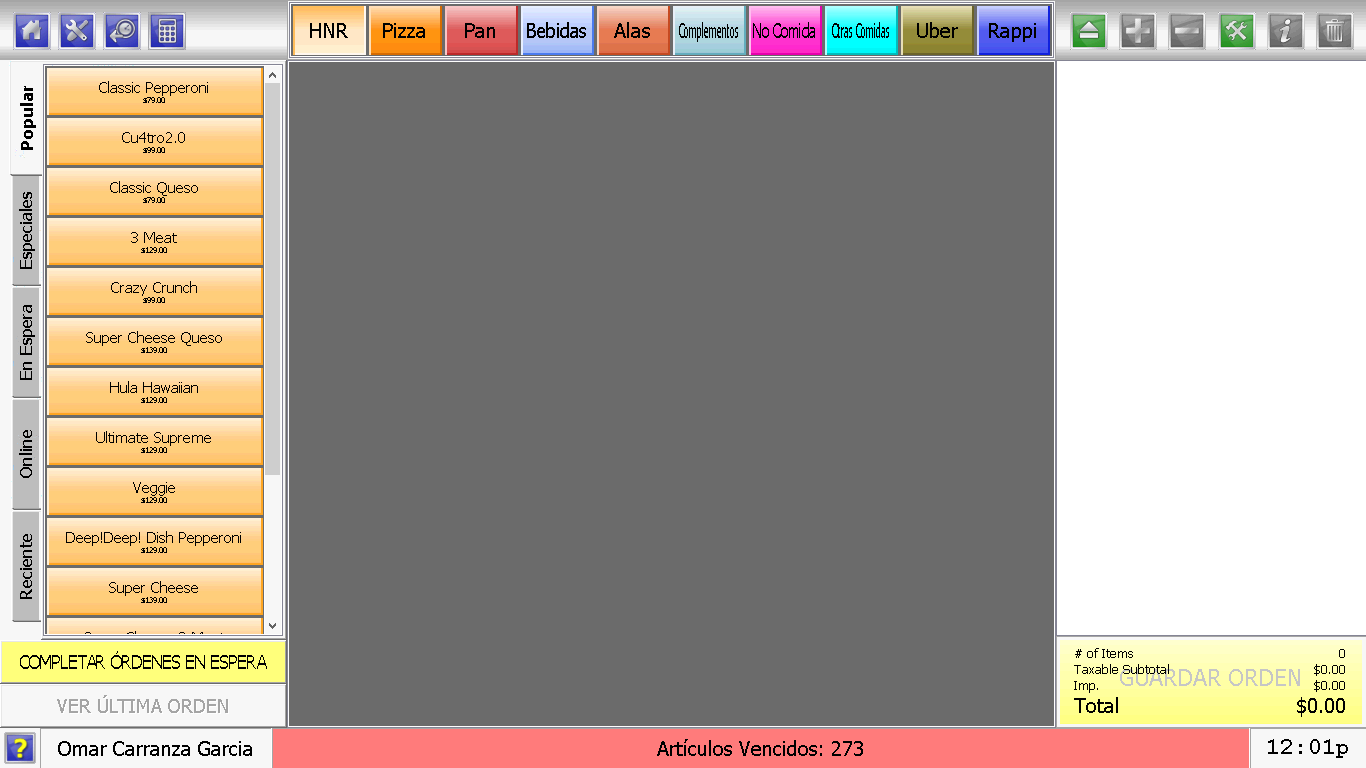 HNR
Pizza
Pan
Bebidas
Alas
Complementos
No Comida
Otras Comidas
Uber
Rappi
Popular
Especiales
En Espera
Online
Reciente
Classic Pepperoni
$79.00
Cu4tro2.0
$99.00
Classic Queso
$79.00
3 Meat
$129.00
Crazy Crunch
$99.00
Super Cheese Queso
$139.00
Hula Hawaiian
$129.00
Ultimate Supreme
$129.00
Veggie
$129.00
Deep!Deep! Dish Pepperoni
$129.00
Super Cheese
$139.00
COMPLETAR ÓRDENES EN ESPERA
VER ÚLTIMA ORDEN
# of Items 0
Taxable Subtotal $0.00
GUARDAR ORDEN
Imp. $0.00
Total $0.00
? Omar Carranza Garcia
Artículos Vencidos: 273
12:01p